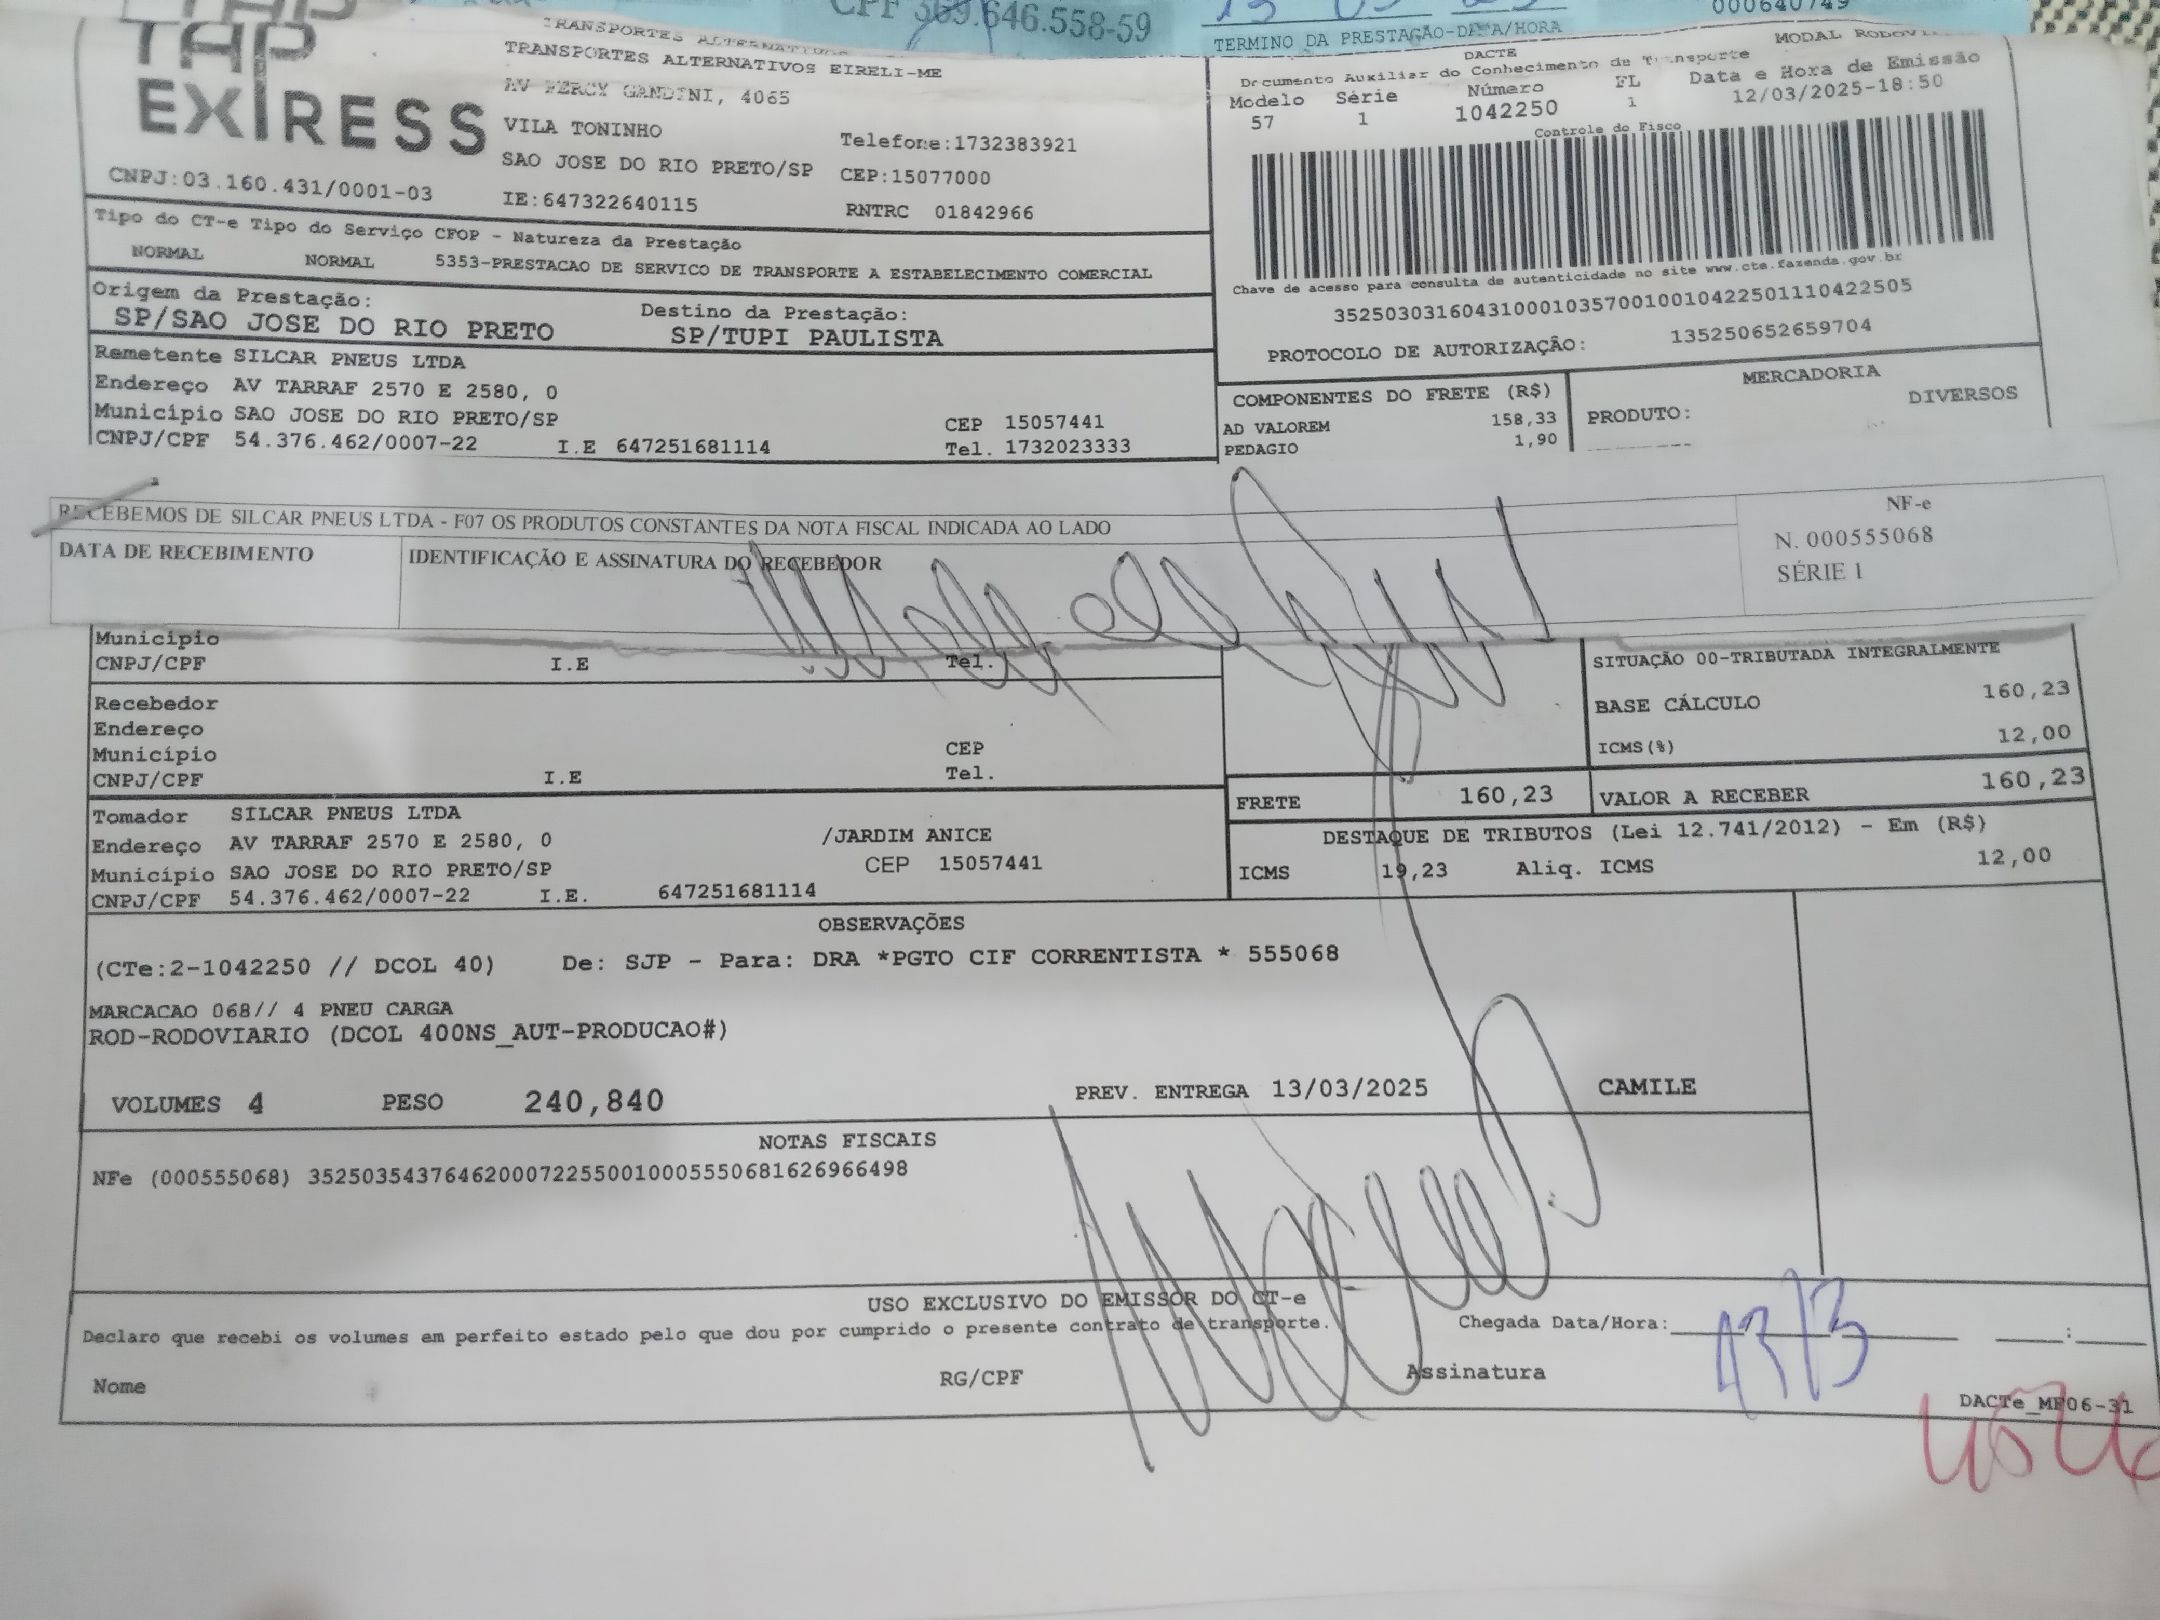 CPF 369.646.558-59
000640749
TERMINO DA PRESTAÇÃO-DATA/HORA
TAP
EXPRESS
CNPJ:03.160.431/0001-03
TRANSPORTES ALTERNATIVOS
TRANSPORTES ALTERNATIVOS EIRELI-ME
AV PERCY GANDINI, 4065
VILA TONINHO
Telefone:1732383921
SAO JOSE DO RIO PRETO/SP CEP:15077000
IE:647322640115 RNTRC 01842966
DACTE MODAL
Documento Auxiliar do Conhecimento de Transporte
Modelo Série Número FL Data e Hora de Emissão
57 1 1042250 1 12/03/2025-18:50
Controle do Fisco
Chave de acesso para consulta de autenticidade no site www.cte.fazenda.gov.br
35250303160431000103570010010422501110422505
PROTOCOLO DE AUTORIZAÇÃO: 135250652659704
Tipo do CT-e Tipo do Serviço CFOP - Natureza da Prestação
NORMAL NORMAL 5353-PRESTACAO DE SERVICO DE TRANSPORTE A ESTABELECIMENTO COMERCIAL
Origem da Prestação: Destino da Prestação:
SP/SAO JOSE DO RIO PRETO SP/TUPI PAULISTA
Remetente SILCAR PNEUS LTDA
Endereço AV TARRAF 2570 E 2580, 0
Município SAO JOSE DO RIO PRETO/SP CEP 15057441
CNPJ/CPF 54.376.462/0007-22 I.E 647251681114 Tel. 1732023333
COMPONENTES DO FRETE (R$)
AD VALOREM 158,33
PEDAGIO 1,90
MERCADORIA
PRODUTO: DIVERSOS
RECEBEMOS DE SILCAR PNEUS LTDA - F07 OS PRODUTOS CONSTANTES DA NOTA FISCAL INDICADA AO LADO
DATA DE RECEBIMENTO IDENTIFICAÇÃO E ASSINATURA DO RECEBEDOR
NF-e
N. 000555068
SÉRIE 1
Município
CNPJ/CPF I.E Tel.
Recebedor
Endereço
Município CEP
CNPJ/CPF I.E Tel.
SITUAÇÃO 00-TRIBUTADA INTEGRALMENTE
BASE CÁLCULO 160,23
ICMS(%) 12,00
FRETE 160,23 VALOR A RECEBER 160,23
Tomador SILCAR PNEUS LTDA
Endereço AV TARRAF 2570 E 2580, 0 /JARDIM ANICE
Município SAO JOSE DO RIO PRETO/SP CEP 15057441
CNPJ/CPF 54.376.462/0007-22 I.E. 647251681114
DESTAQUE DE TRIBUTOS (Lei 12.741/2012) - Em (R$)
ICMS 19,23 Aliq. ICMS 12,00
OBSERVAÇÕES
(CTe:2-1042250 // DCOL 40) De: SJP - Para: DRA *PGTO CIF CORRENTISTA * 555068
MARCACAO 068// 4 PNEU CARGA
ROD-RODOVIARIO (DCOL 400NS_AUT-PRODUCAO#)
VOLUMES 4 PESO 240,840 PREV. ENTREGA 13/03/2025 CAMILE
NOTAS FISCAIS
NFe (000555068) 35250354376462000722550010005550681626966498
USO EXCLUSIVO DO EMISSOR DO CT-e
Declaro que recebi os volumes em perfeito estado pelo que dou por cumprido o presente contrato de transporte. Chegada Data/Hora: 13/3 :
Nome RG/CPF Assinatura
DACTe_MF06-31